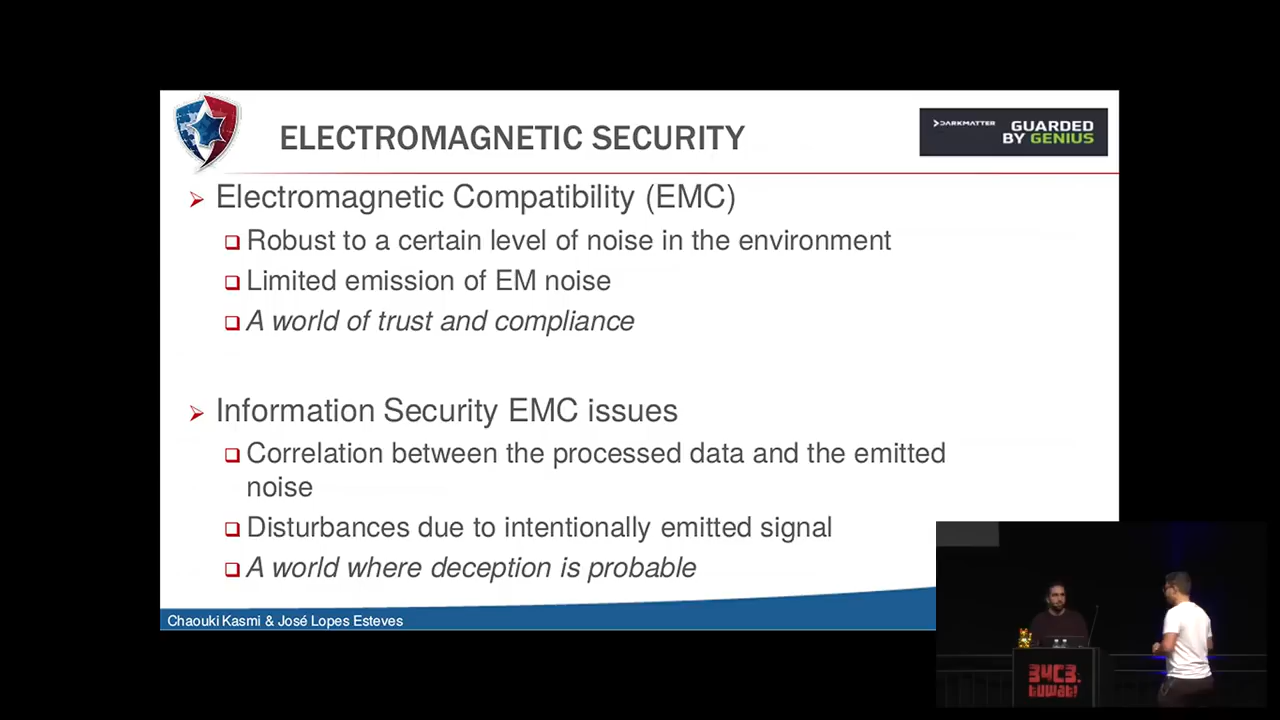 ELECTROMAGNETIC SECURITY
DARKMATTER
GUARDED
BY GENIUS
Electromagnetic Compatibility (EMC)
Robust to a certain level of noise in the environment
Limited emission of EM noise
A world of trust and compliance
Information Security EMC issues
Correlation between the processed data and the emitted
noise
Disturbances due to intentionally emitted signal
A world where deception is probable
Chaouki Kasmi & José Lopes Esteves
34C3.
tuwat!